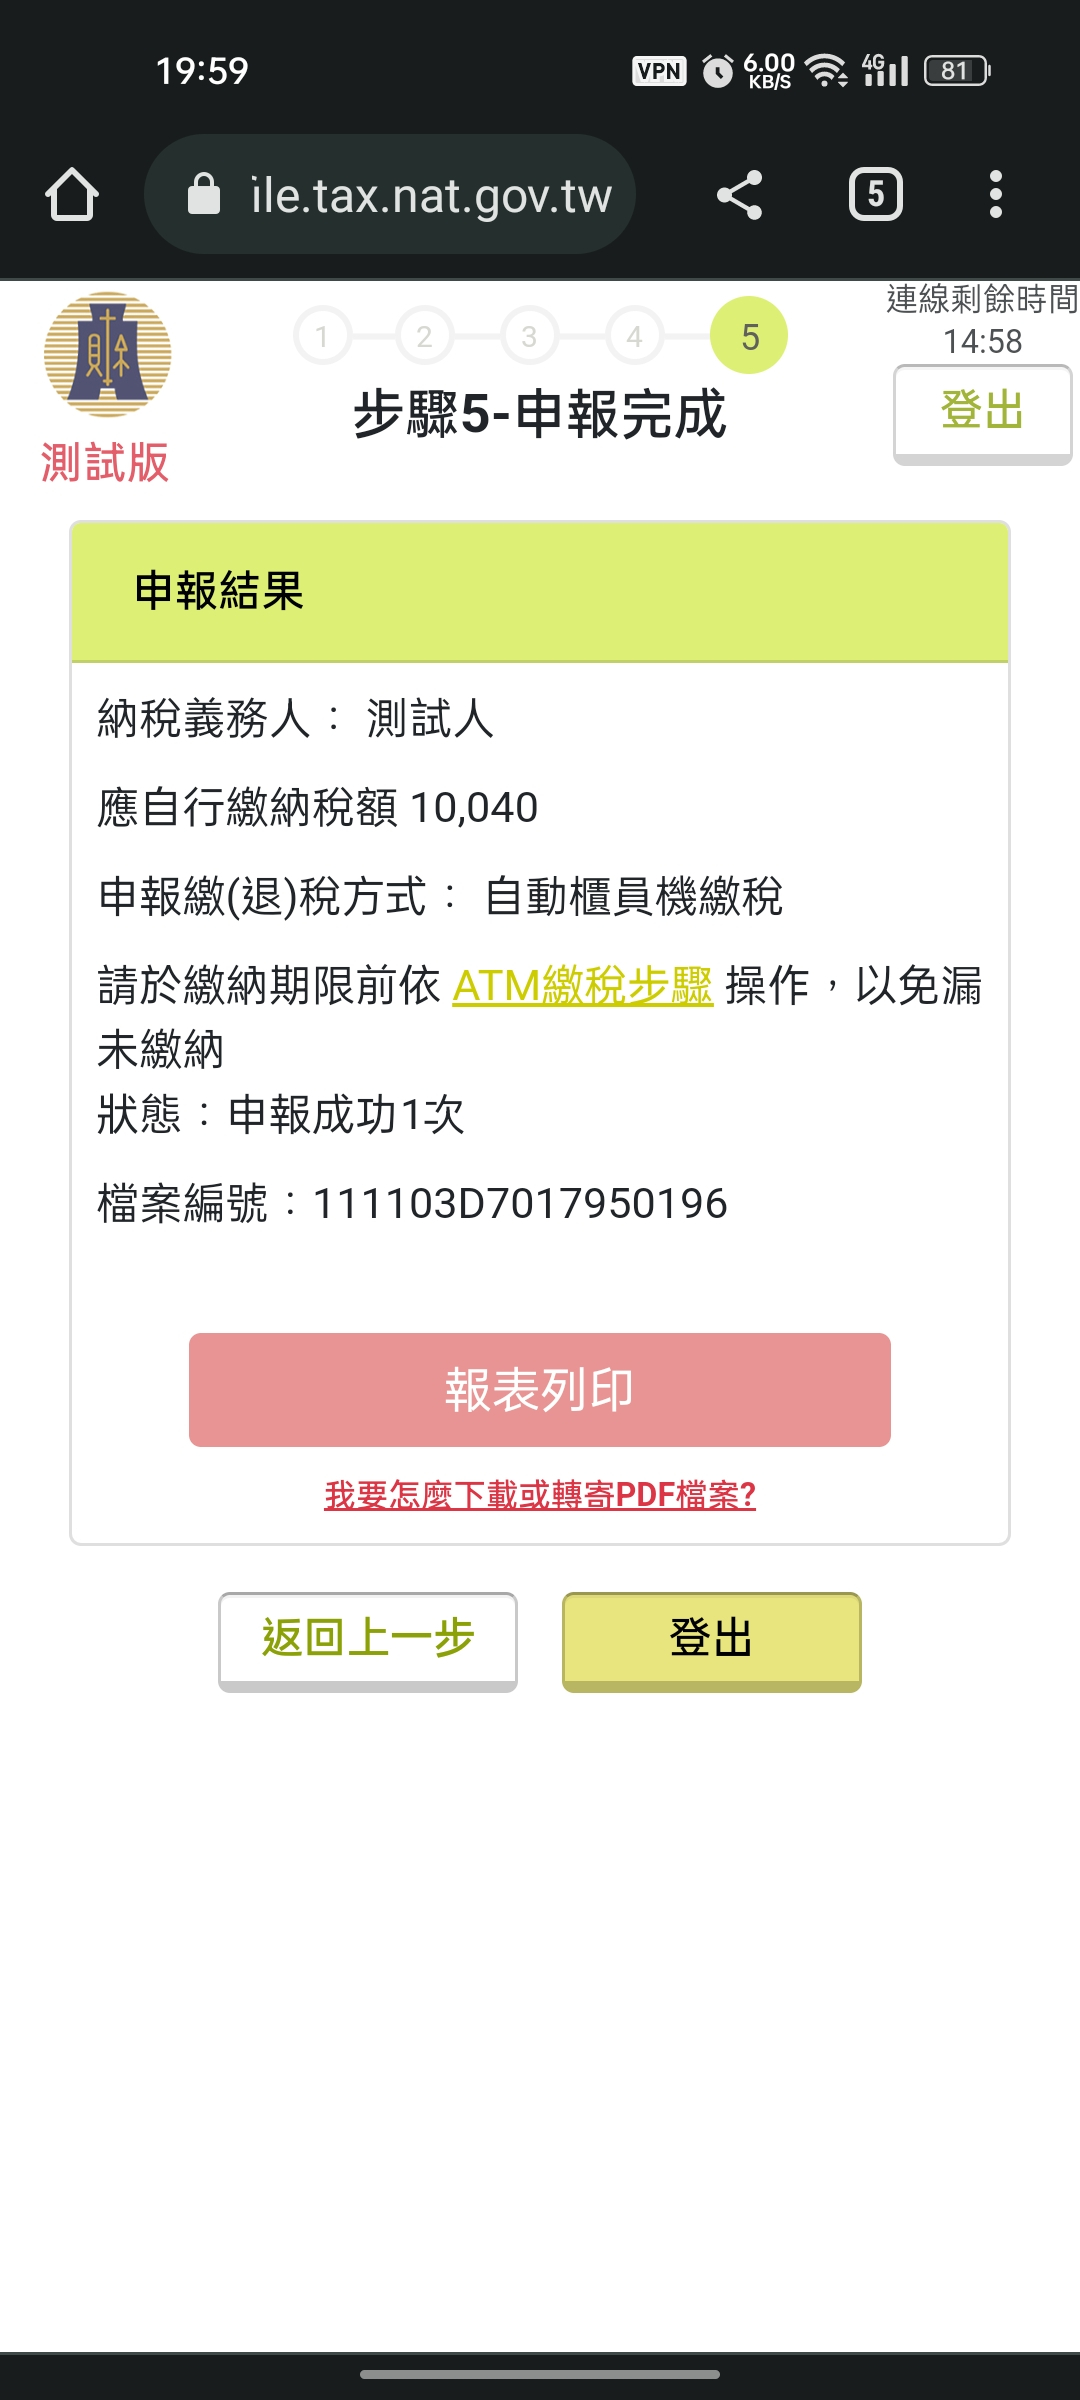 19:59
VPN
6.00
KB/S
4G
81
ile.tax.nat.gov.tw
5
連線剩餘時間
14:58
登出
測試版
1
2
3
4
5
步驟5-申報完成
申報結果
納稅義務人： 測試人
應自行繳納稅額 10,040
申報繳(退)稅方式： 自動櫃員機繳稅
請於繳納期限前依 ATM繳稅步驟 操作，以免漏
未繳納
狀態：申報成功1次
檔案編號：111103D7017950196
報表列印
我要怎麼下載或轉寄PDF檔案?
返回上一步
登出